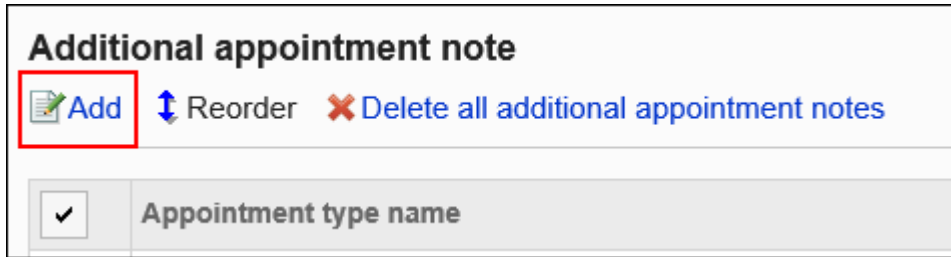 Additional appointment note
Add Reorder Delete all additional appointment notes
Appointment type name